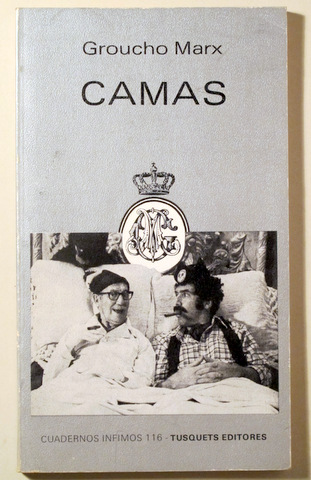 Groucho Marx
CAMAS
CUADERNOS INFIMOS 116 - TUSQUETS EDITORES